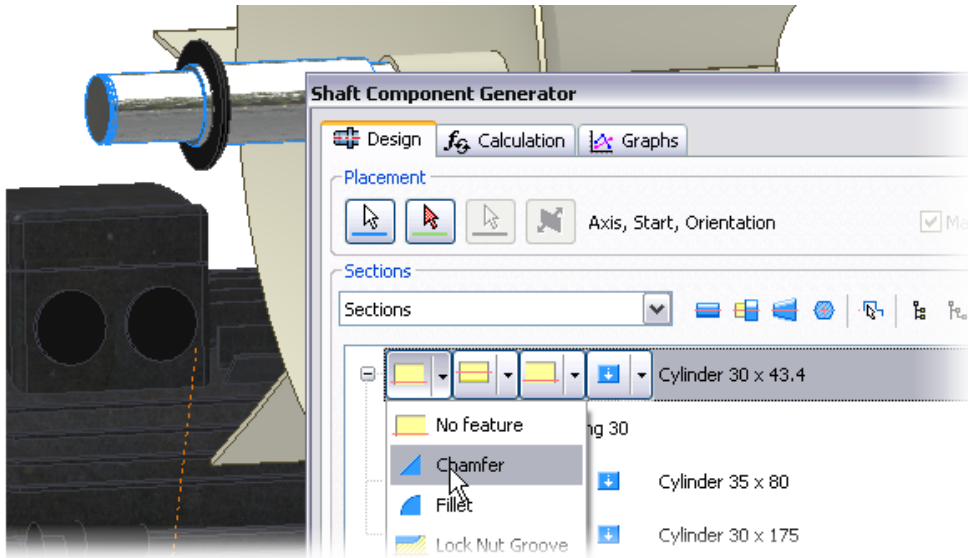 Shaft Component Generator
Design
Calculation
Graphs
Placement
Axis, Start, Orientation
Ma
Sections
Sections
Cylinder 30 x 43.4
No feature
ng 30
Chamfer
Cylinder 35 x 80
Fillet
Cylinder 30 x 175
Lock Nut Groove